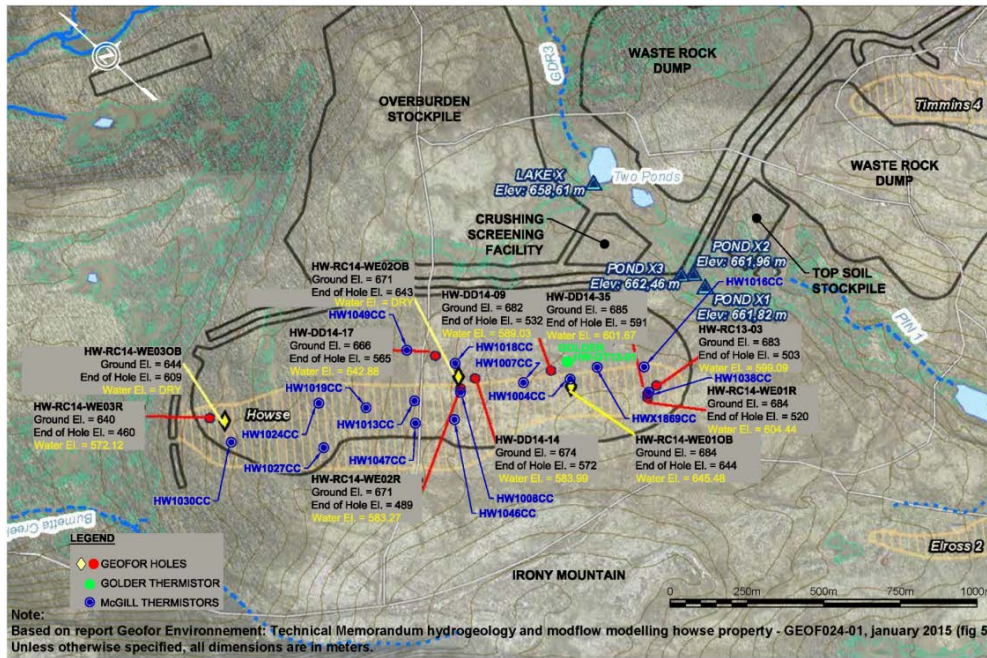 GDR3
WASTE ROCK
DUMP
OVERBURDEN
STOCKPILE
Timmins 4
WASTE ROCK
DUMP
LAKE X
Elev: 658,61 m
Two Ponds
CRUSHING
SCREENING
FACILITY
POND X2
Elev: 661,96 m
POND X3
Elev: 662,46 m
TOP SOIL
STOCKPILE
POND X1
Elev: 661,82 m
PIN1
HW1016CC
HW-RC14-WE02OB
Ground El. = 671
End of Hole El. = 643
Water El. = DRY
HW1049CC
HW-DD14-09
Ground El. = 682
End of Hole El. = 532
Water El. = 589.03
HW-DD14-35
Ground El. = 685
End of Hole El. = 591
Water El. = 601.67
HW-RC13-03
Ground El. = 683
End of Hole El. = 503
Water El. = 599.09
HW-DD14-17
Ground El. = 666
End of Hole El. = 565
Water El. = 642.88
HW1018CC
HW1007CC
GOLDER
HW-RC14-WE03OB
Ground El. = 644
End of Hole El. = 609
Water El. = DRY
HW1019CC
HW1004CC
HW1038CC
HW-RC14-WE01R
Ground El. = 684
End of Hole El. = 520
Water El. = 604.44
HW-RC14-WE03R
Ground El. = 640
End of Hole El. = 460
Water El. = 572.12
Howse
HW1024CC
HW1013CC
HWX1869CC
HW1027CC
HW1047CC
HW-DD14-14
Ground El. = 674
End of Hole El. = 572
Water El. = 583.99
HW-RC14-WE01OB
Ground El. = 684
End of Hole El. = 644
Water El. = 645.48
HW1030CC
HW-RC14-WE02R
Ground El. = 671
End of Hole El. = 489
Water El. = 583.27
HW1008CC
HW1046CC
Burnetta Creek
Elross 2
LEGEND
GEOFOR HOLES
GOLDER THERMISTOR
McGILL THERMISTORS
IRONY MOUNTAIN
0 250m 500m 750m 1000m
Note:
Based on report Geofor Environnement: Technical Memorandum hydrogeology and modflow modelling howse property - GEOF024-01, january 2015 (fig 5
Unless otherwise specified, all dimensions are in meters.